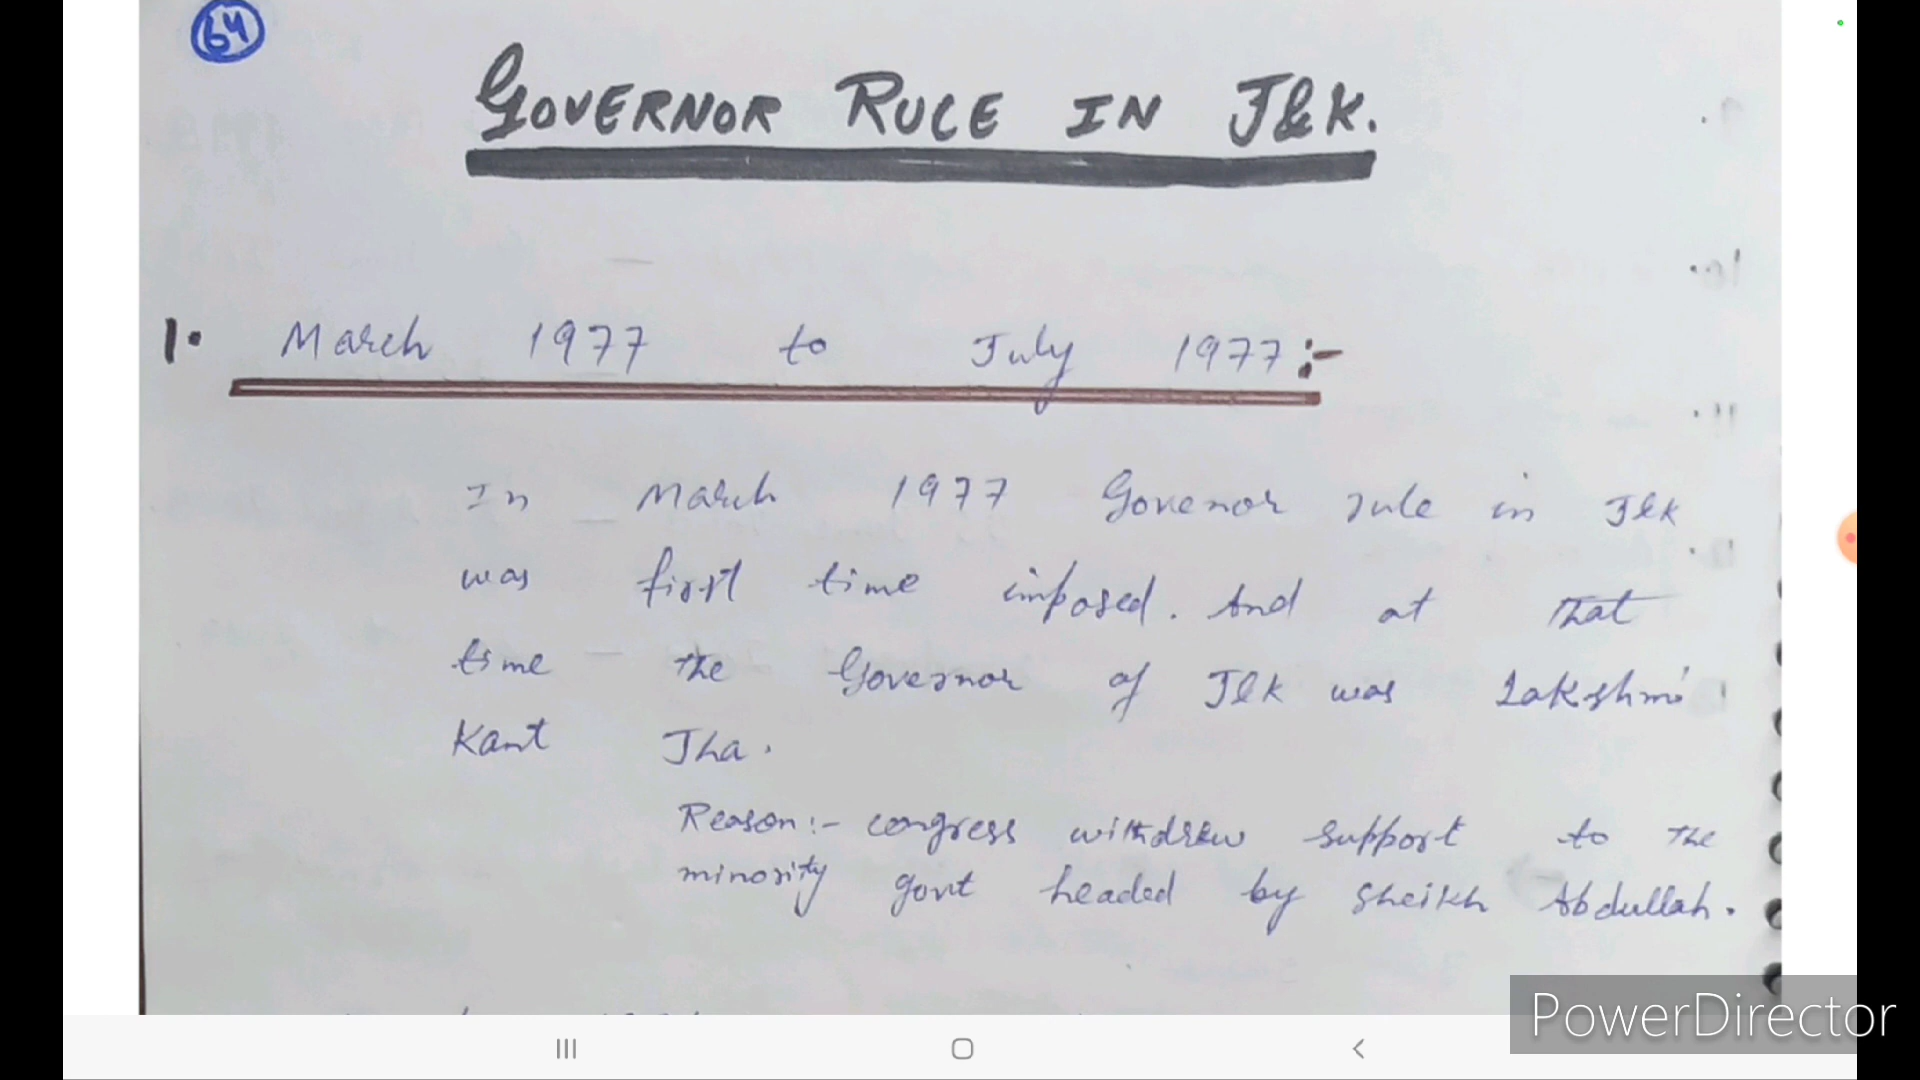 64
GOVERNOR RULE IN J&K.
1. March 1977 to July 1977:-
In March 1977 Govenor rule in J&K
was first time imposed. And at that
time the Governor of J&K was Lakshmi
Kant Jha.
Reason:- congress withdrew support to the
minority govt headed by Sheikh Abdullah.
PowerDirector